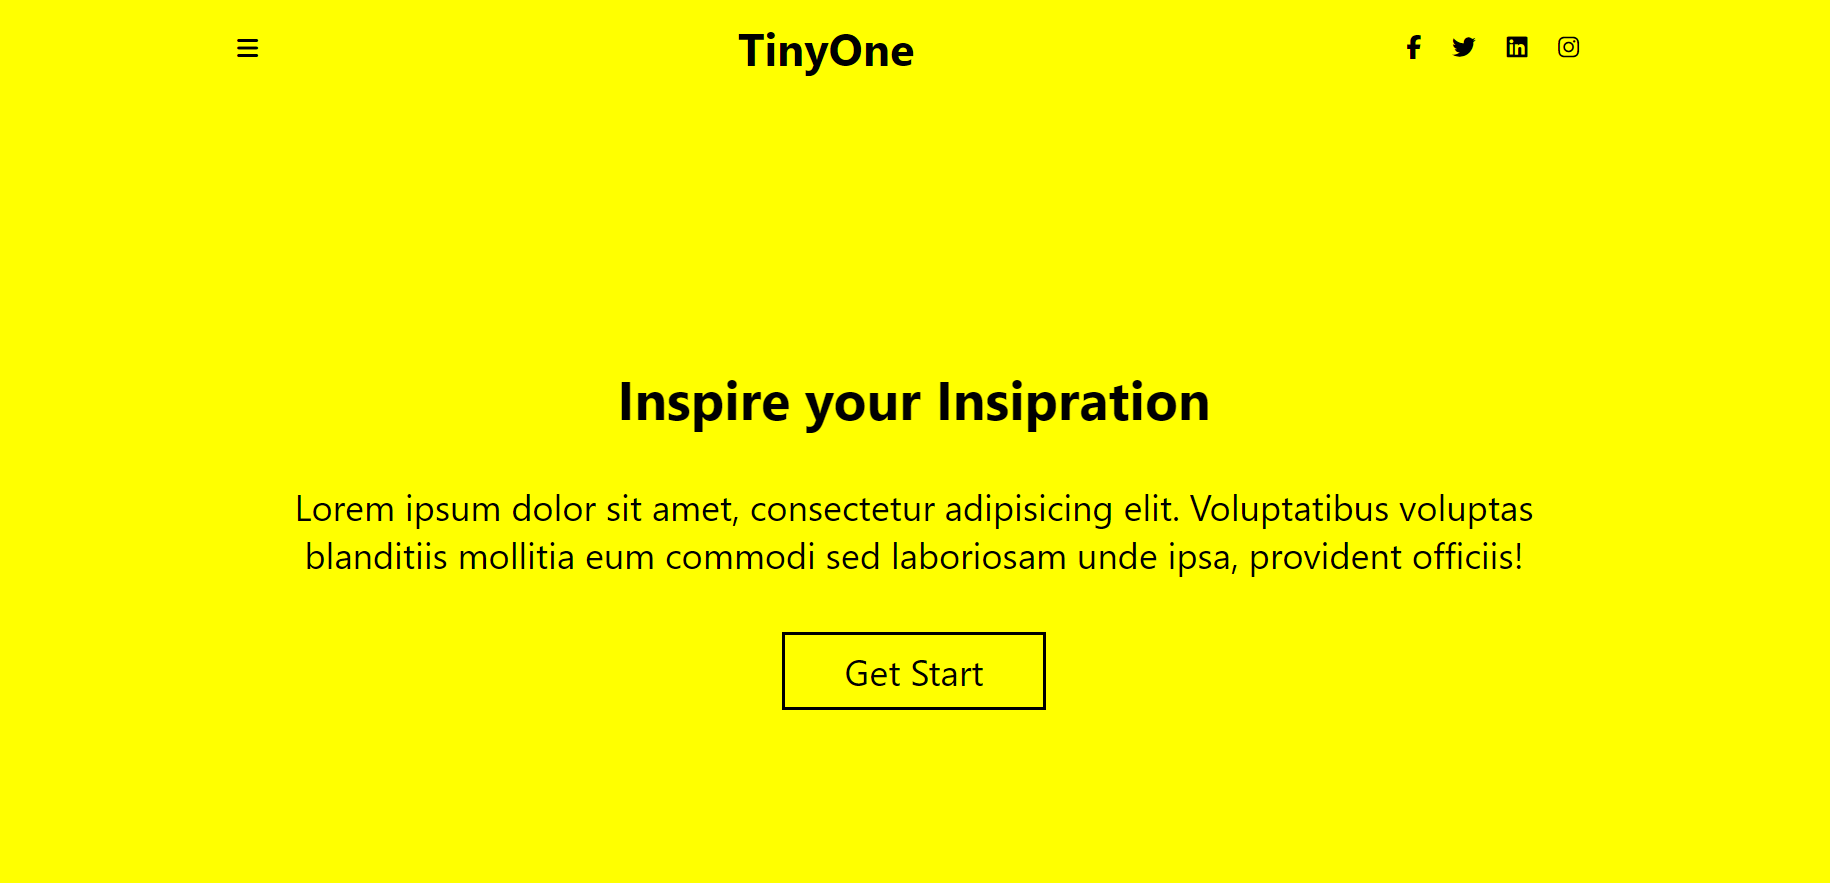 TinyOne
Inspire your Insipration
Lorem ipsum dolor sit amet, consectetur adipisicing elit. Voluptatibus voluptas
blanditiis mollitia eum commodi sed laboriosam unde ipsa, provident officiis!
Get Start